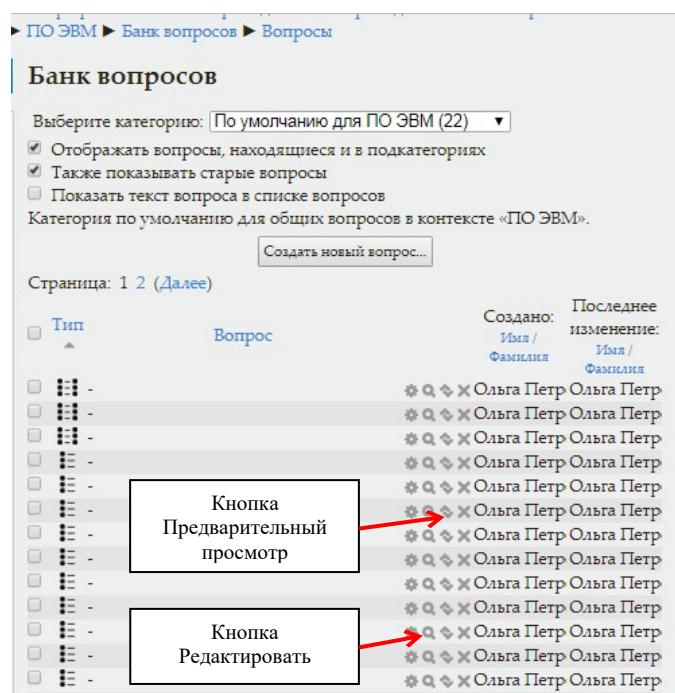 ► ПО ЭВМ ► Банк вопросов ► Вопросы
Банк вопросов
Выберите категорию: По умолчанию для ПО ЭВМ (22) ▼
Отображать вопросы, находящиеся и в подкатегориях
Также показывать старые вопросы
Показать текст вопроса в списке вопросов
Категория по умолчанию для общих вопросов в контексте «ПО ЭВМ».
Создать новый вопрос...
Страница: 1 2 (Далее)
Тип
Вопрос
Создано:
Имя /
Фамилия
Последнее
изменение:
Имя /
Фамилия
- Ольга Петр Ольга Петр
- Ольга Петр Ольга Петр
- Ольга Петр Ольга Петр
- Ольга Петр Ольга Петр
- Ольга Петр Ольга Петр
- Ольга Петр Ольга Петр
- Ольга Петр Ольга Петр
- Ольга Петр Ольга Петр
- Ольга Петр Ольга Петр
- Ольга Петр Ольга Петр
- Ольга Петр Ольга Петр
- Ольга Петр Ольга Петр
- Ольга Петр Ольга Петр
Кнопка
Предварительный
просмотр
Кнопка
Редактировать